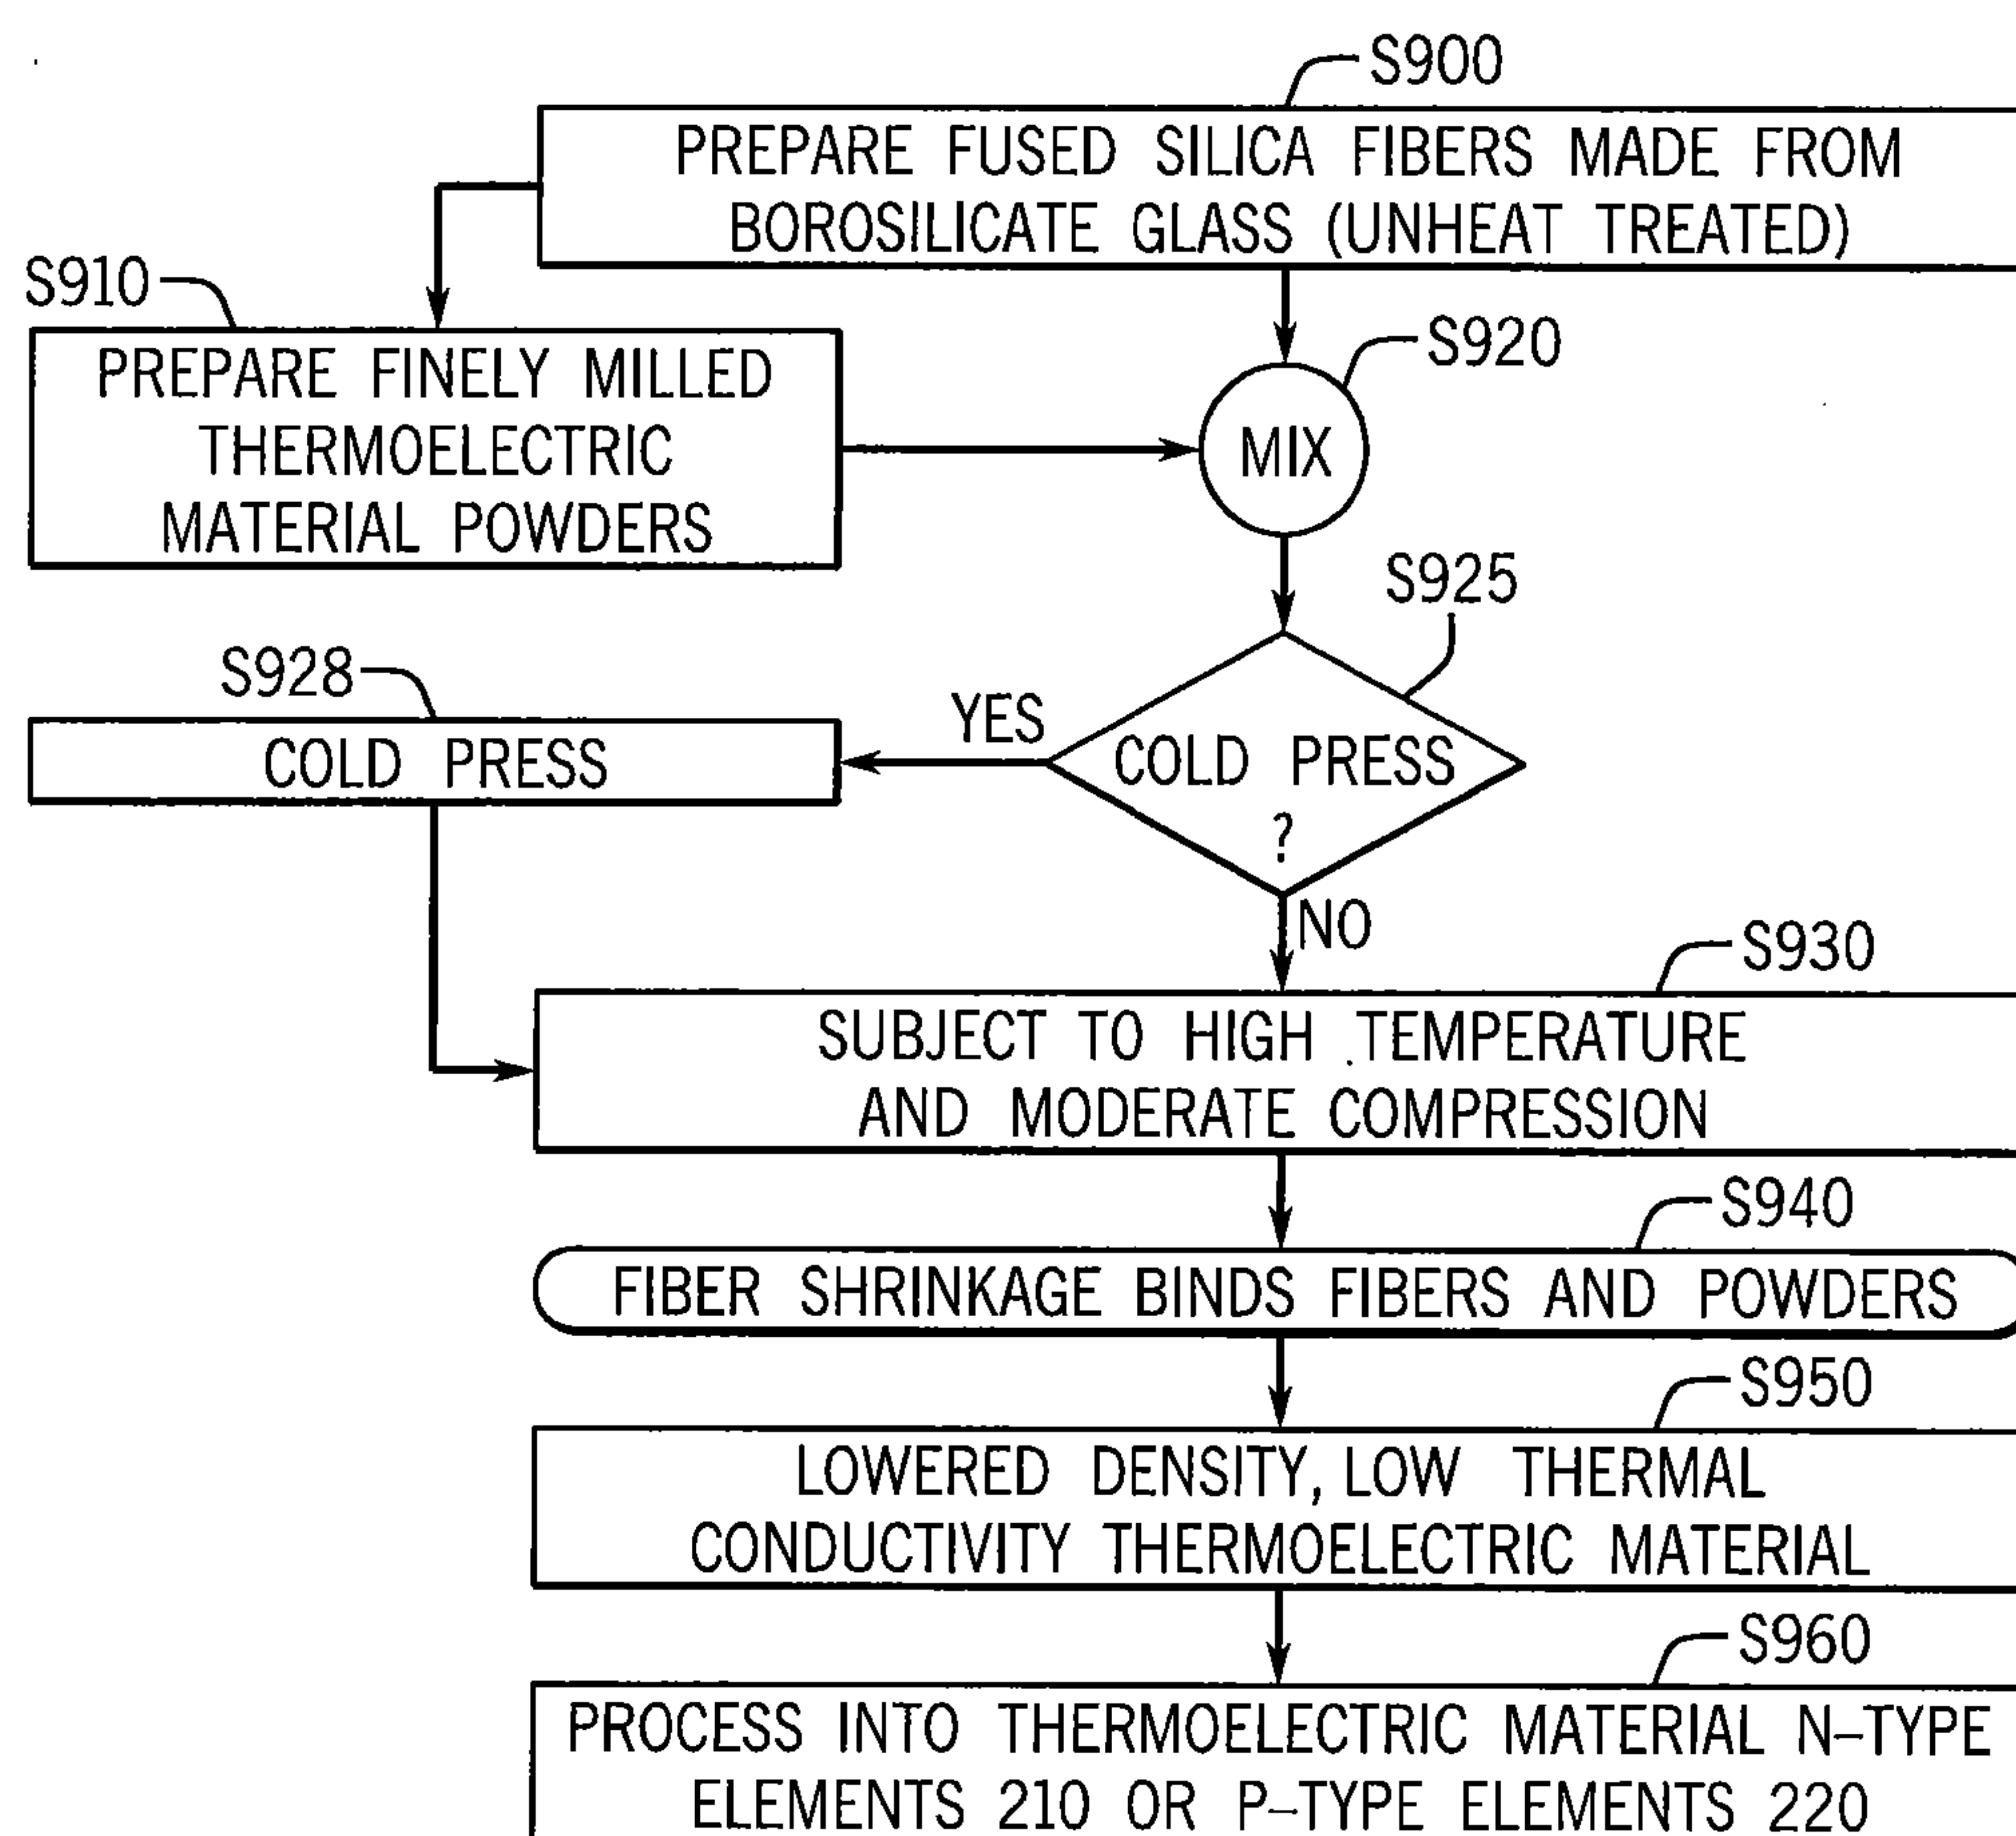 S900
PREPARE FUSED SILICA FIBERS MADE FROM
BOROSILICATE GLASS (UNHEAT TREATED)
S910
PREPARE FINELY MILLED
THERMOELECTRIC
MATERIAL POWDERS
S920
MIX
S925
COLD PRESS
?
YES
S928
COLD PRESS
NO
S930
SUBJECT TO HIGH TEMPERATURE
AND MODERATE COMPRESSION
S940
FIBER SHRINKAGE BINDS FIBERS AND POWDERS
S950
LOWERED DENSITY, LOW THERMAL
CONDUCTIVITY THERMOELECTRIC MATERIAL
S960
PROCESS INTO THERMOELECTRIC MATERIAL N–TYPE
ELEMENTS 210 OR P–TYPE ELEMENTS 220